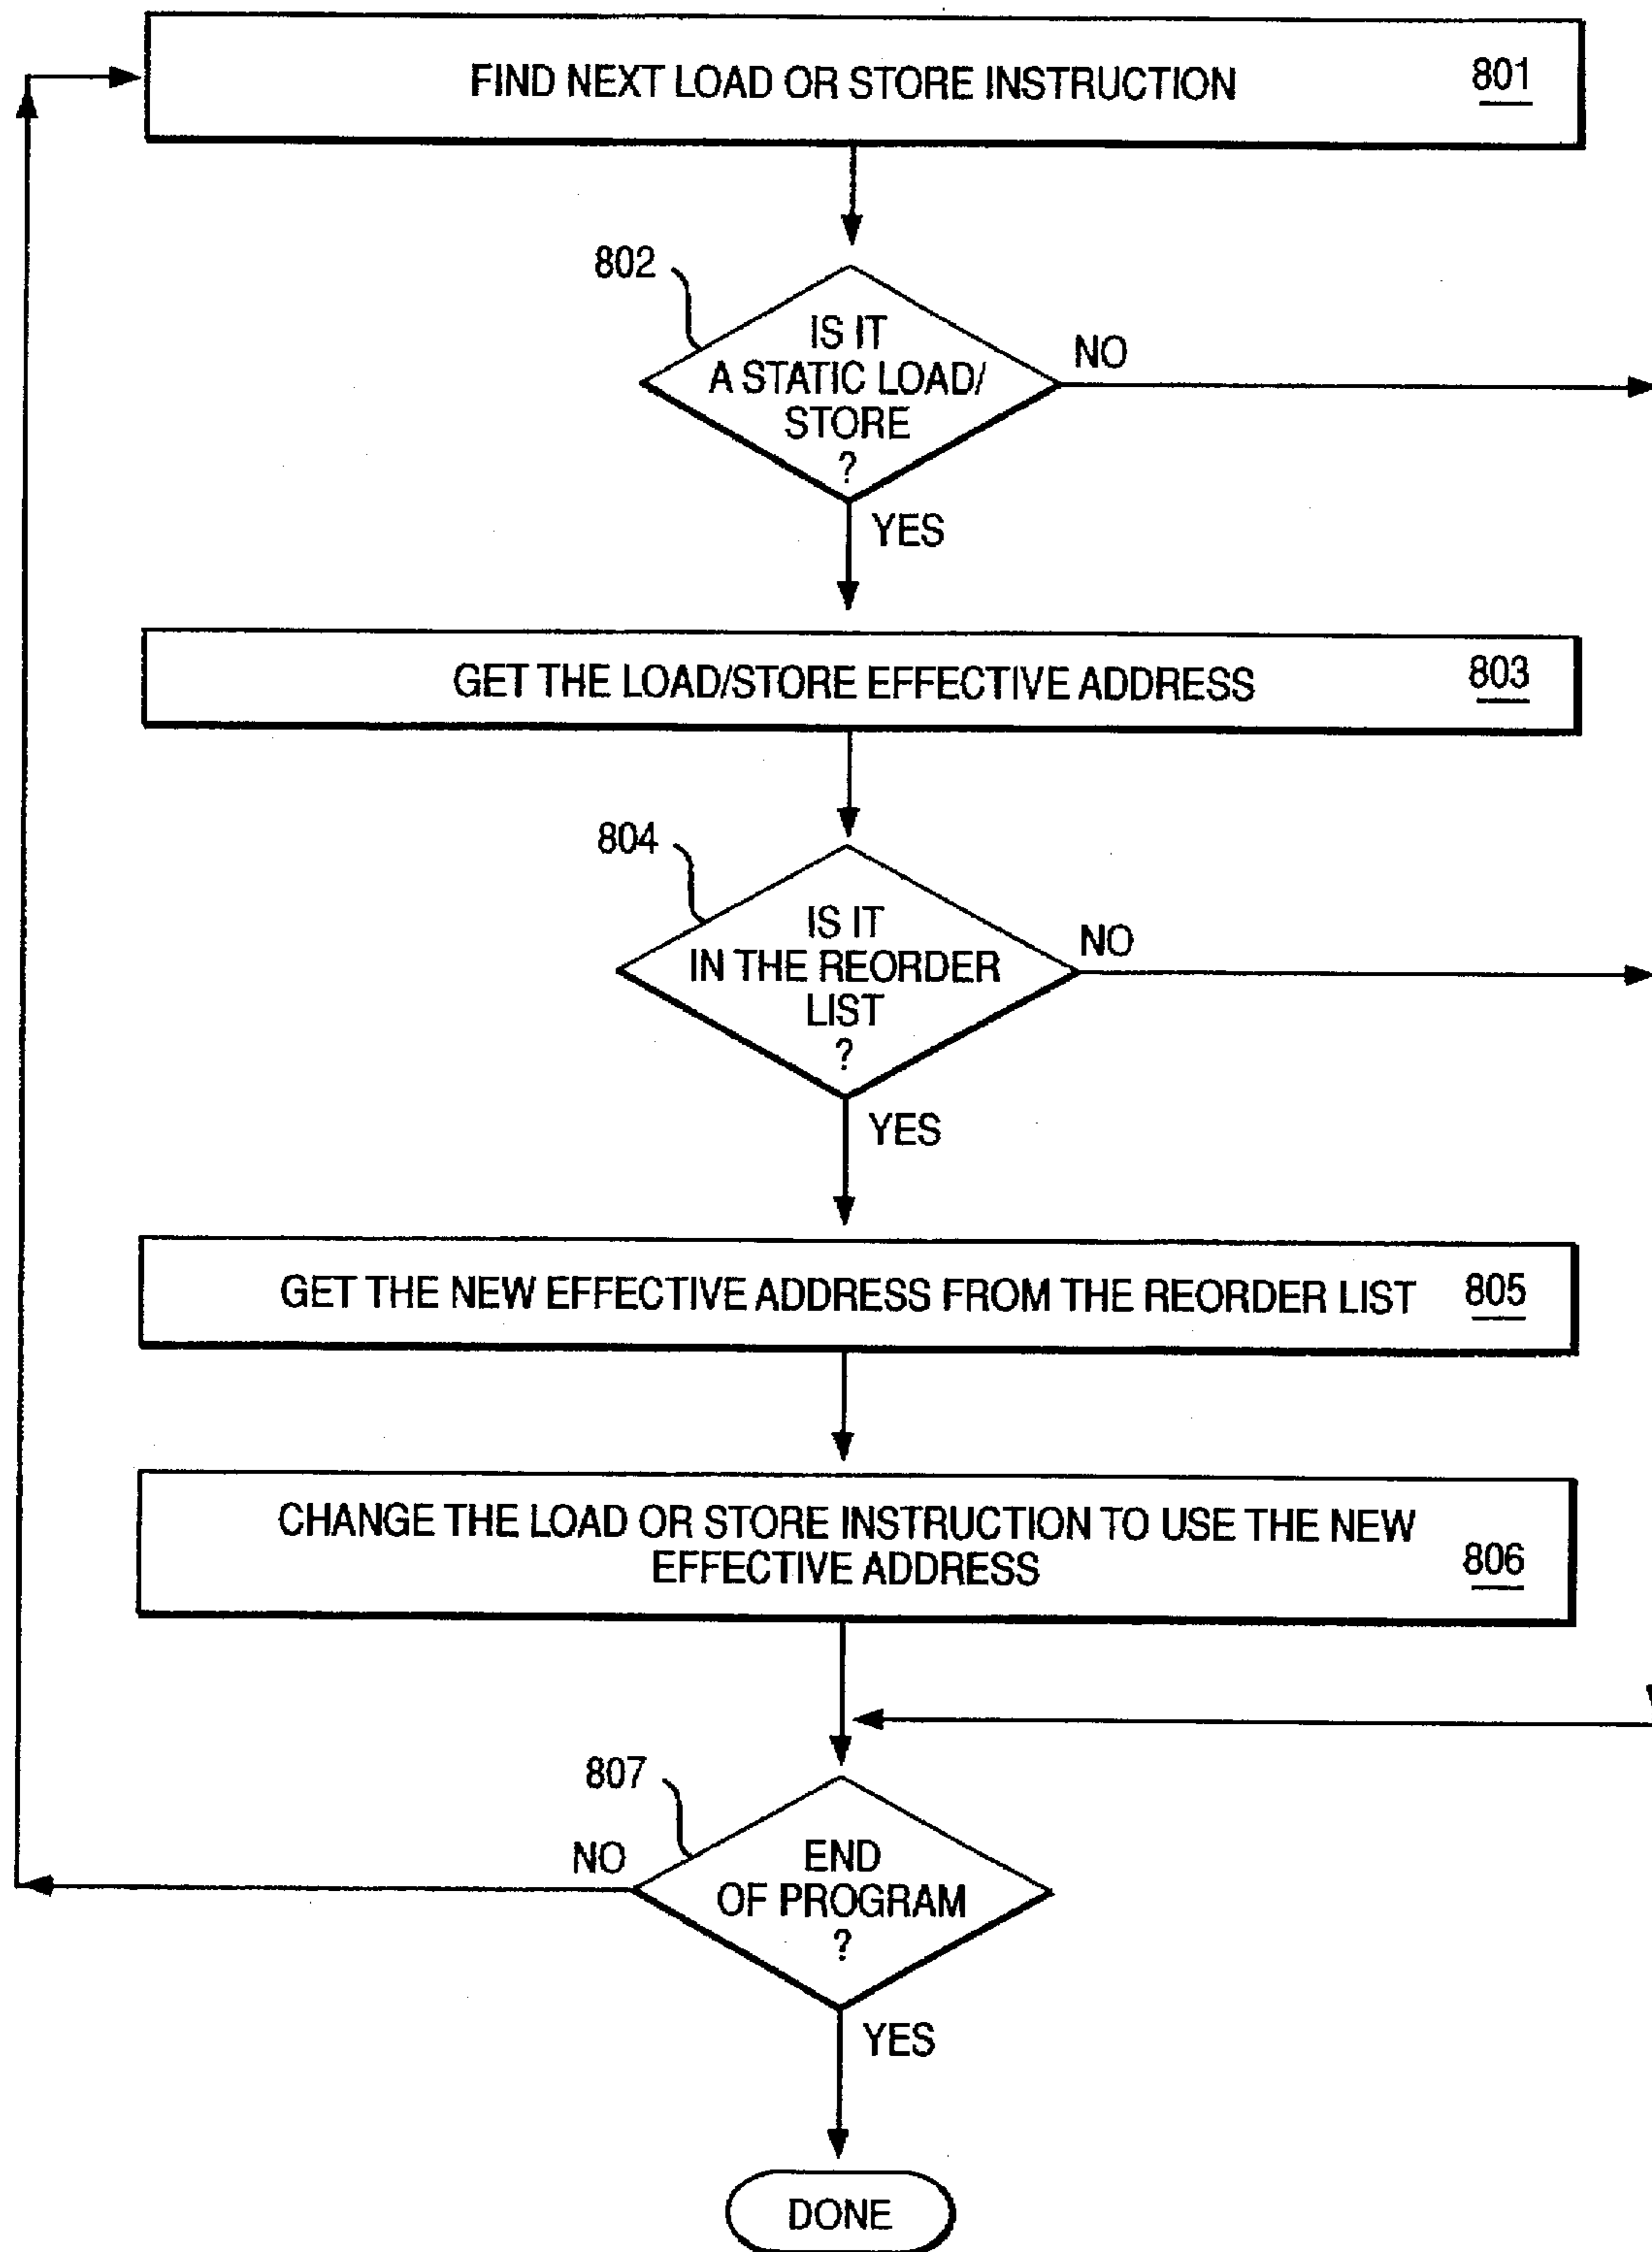 FIND NEXT LOAD OR STORE INSTRUCTION 801
802
IS IT
A STATIC LOAD/
STORE
?
NO
YES
GET THE LOAD/STORE EFFECTIVE ADDRESS 803
804
IS IT
IN THE REORDER
LIST
?
NO
YES
GET THE NEW EFFECTIVE ADDRESS FROM THE REORDER LIST 805
CHANGE THE LOAD OR STORE INSTRUCTION TO USE THE NEW
EFFECTIVE ADDRESS 806
807
NO
END
OF PROGRAM
?
YES
DONE